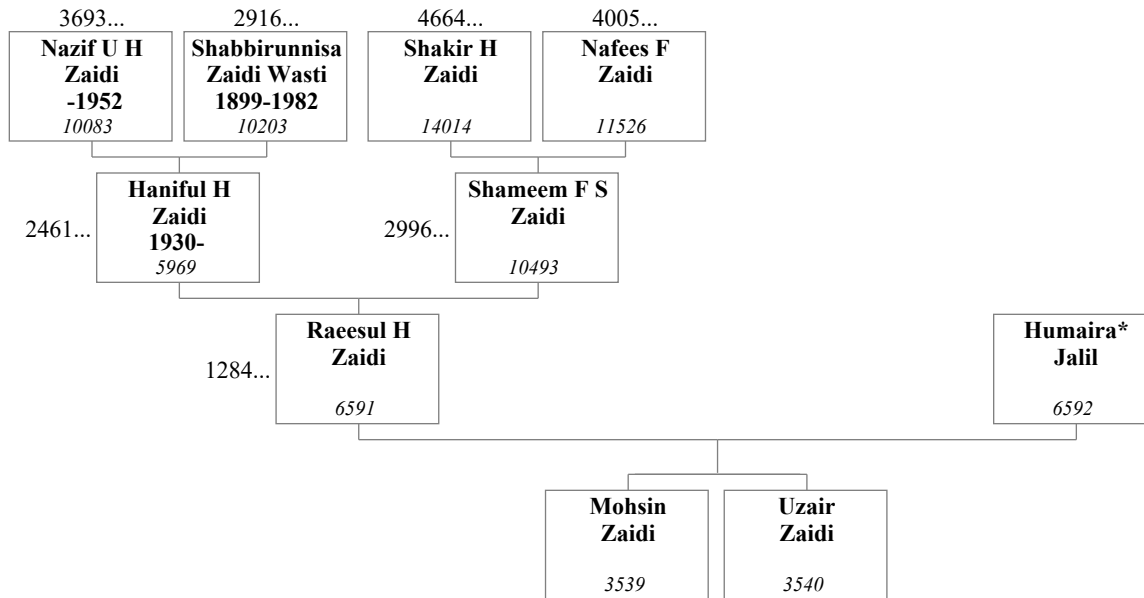 3693...
2916...
4664...
4005...
Nazif U H
Zaidi
-1952
10083
Shabbirunnisa
Zaidi Wasti
1899-1982
10203
Shakir H
Zaidi
14014
Nafees F
Zaidi
11526
2461...
Haniful H
Zaidi
1930-
5969
2996...
Shameem F S
Zaidi
10493
1284...
Raeesul H
Zaidi
6591
Humaira*
Jalil
6592
Mohsin
Zaidi
3539
Uzair
Zaidi
3540